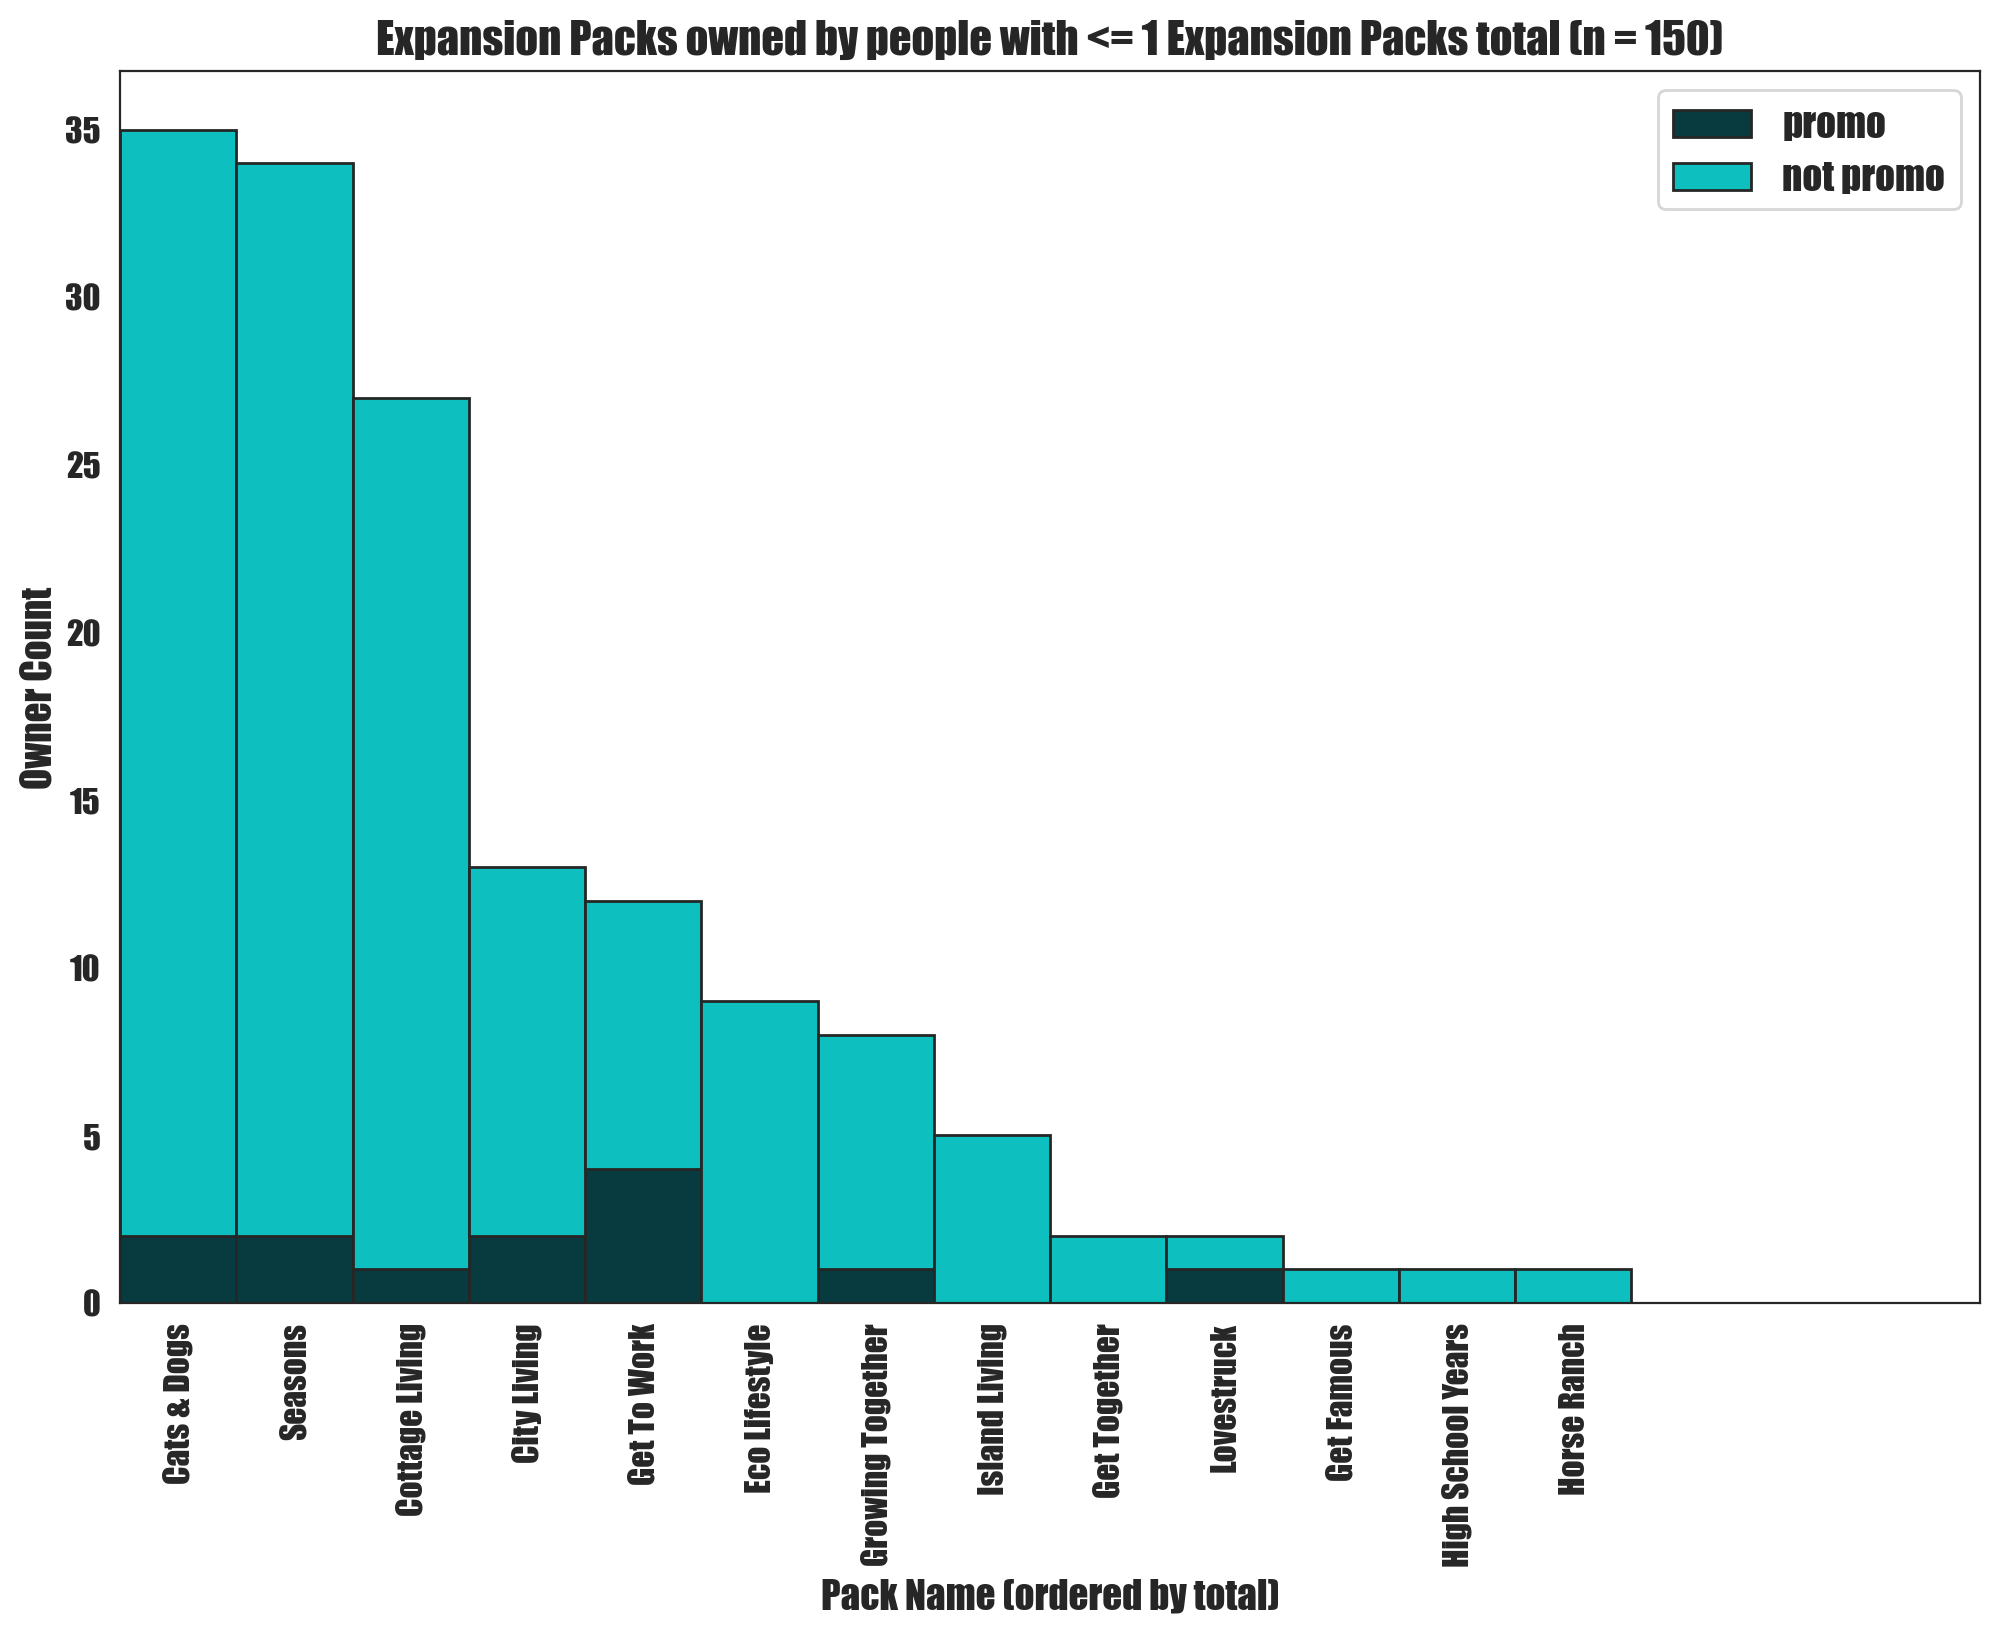 Expansion Packs owned by people with <= 1 Expansion Packs total (n = 150)
promo
not promo
Owner Count
35
30
25
20
15
10
5
0
Cats & Dogs
Seasons
Cottage Living
City Living
Get To Work
Eco Lifestyle
Growing Together
Island Living
Get Together
Lovestruck
Get Famous
High School Years
Horse Ranch
Pack Name (ordered by total)